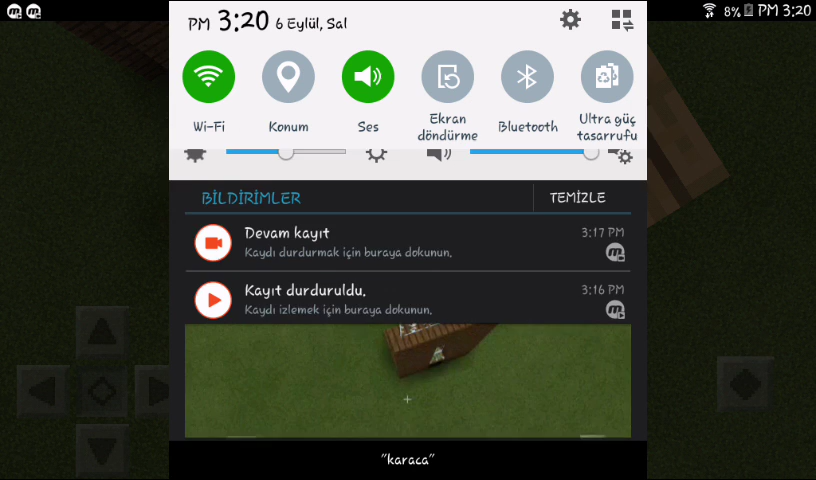 8% PM 3:20
PM 3:20 6 Eylül, Sal
Wi-Fi
Konum
Ses
Ekran
döndürme
Bluetooth
Ultra güç
tasarrufu
BİLDİRİMLER
TEMİZLE
Devam kayıt
3:17 PM
Kaydı durdurmak için buraya dokunun.
Kayıt durduruldu.
3:16 PM
Kaydı izlemek için buraya dokunun.
"karaca"